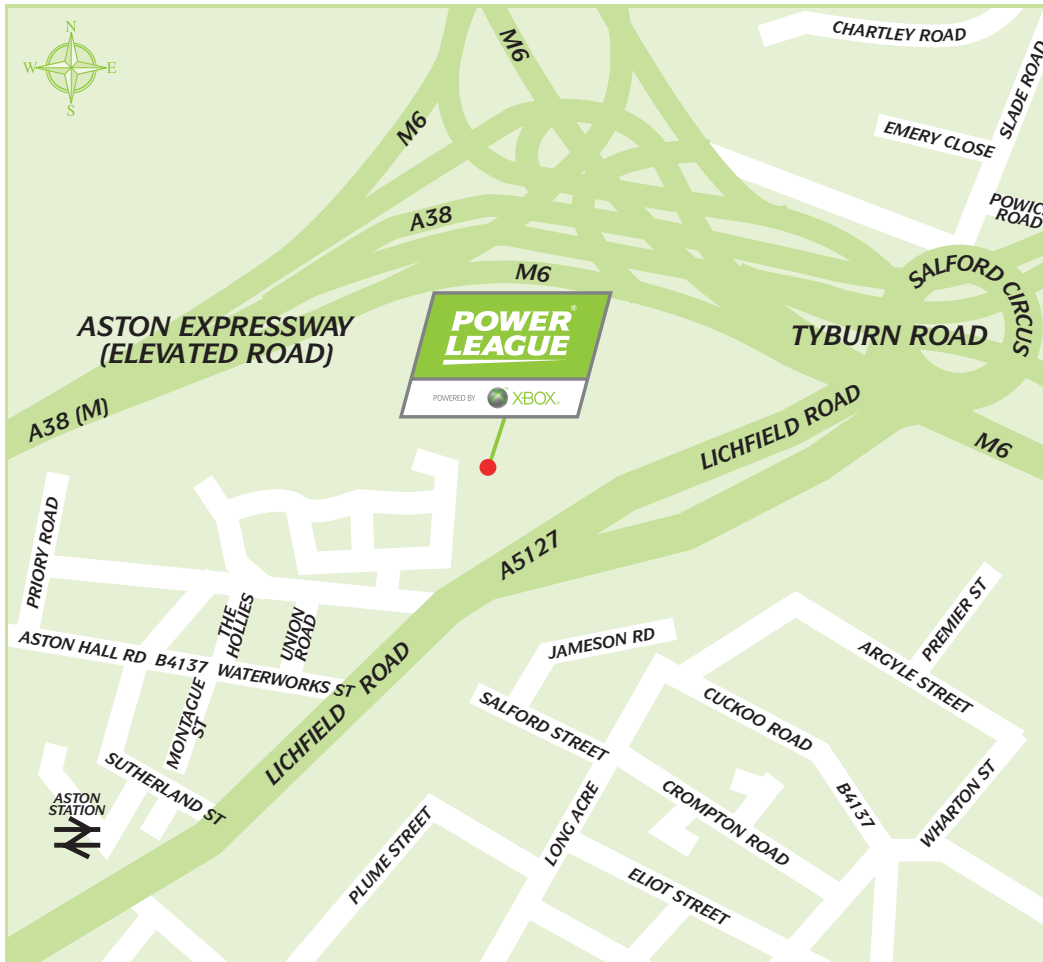 N
W E
S
M6
CHARTLEY ROAD
SLADE ROAD
EMERY CLOSE
M6
POWICK
ROAD
A38
M6
SALFORD CIRCUS
ASTON EXPRESSWAY
(ELEVATED ROAD)
POWER®
LEAGUE
POWERED BY XBOX
TYBURN ROAD
A38 (M)
LICHFIELD ROAD
M6
A5127
PRIORY ROAD
THE
HOLLIES
UNION
ROAD
ASTON HALL RD
B4137
WATERWORKS ST
MONTAGUE
ST
SUTHERLAND ST
LICHFIELD ROAD
ASTON
STATION
JAMESON RD
SALFORD STREET
CUCKOO ROAD
ARGYLE STREET
PREMIER ST
B4137
WHARTON ST
CROMPTON ROAD
LONG ACRE
PLUME STREET
ELIOT STREET